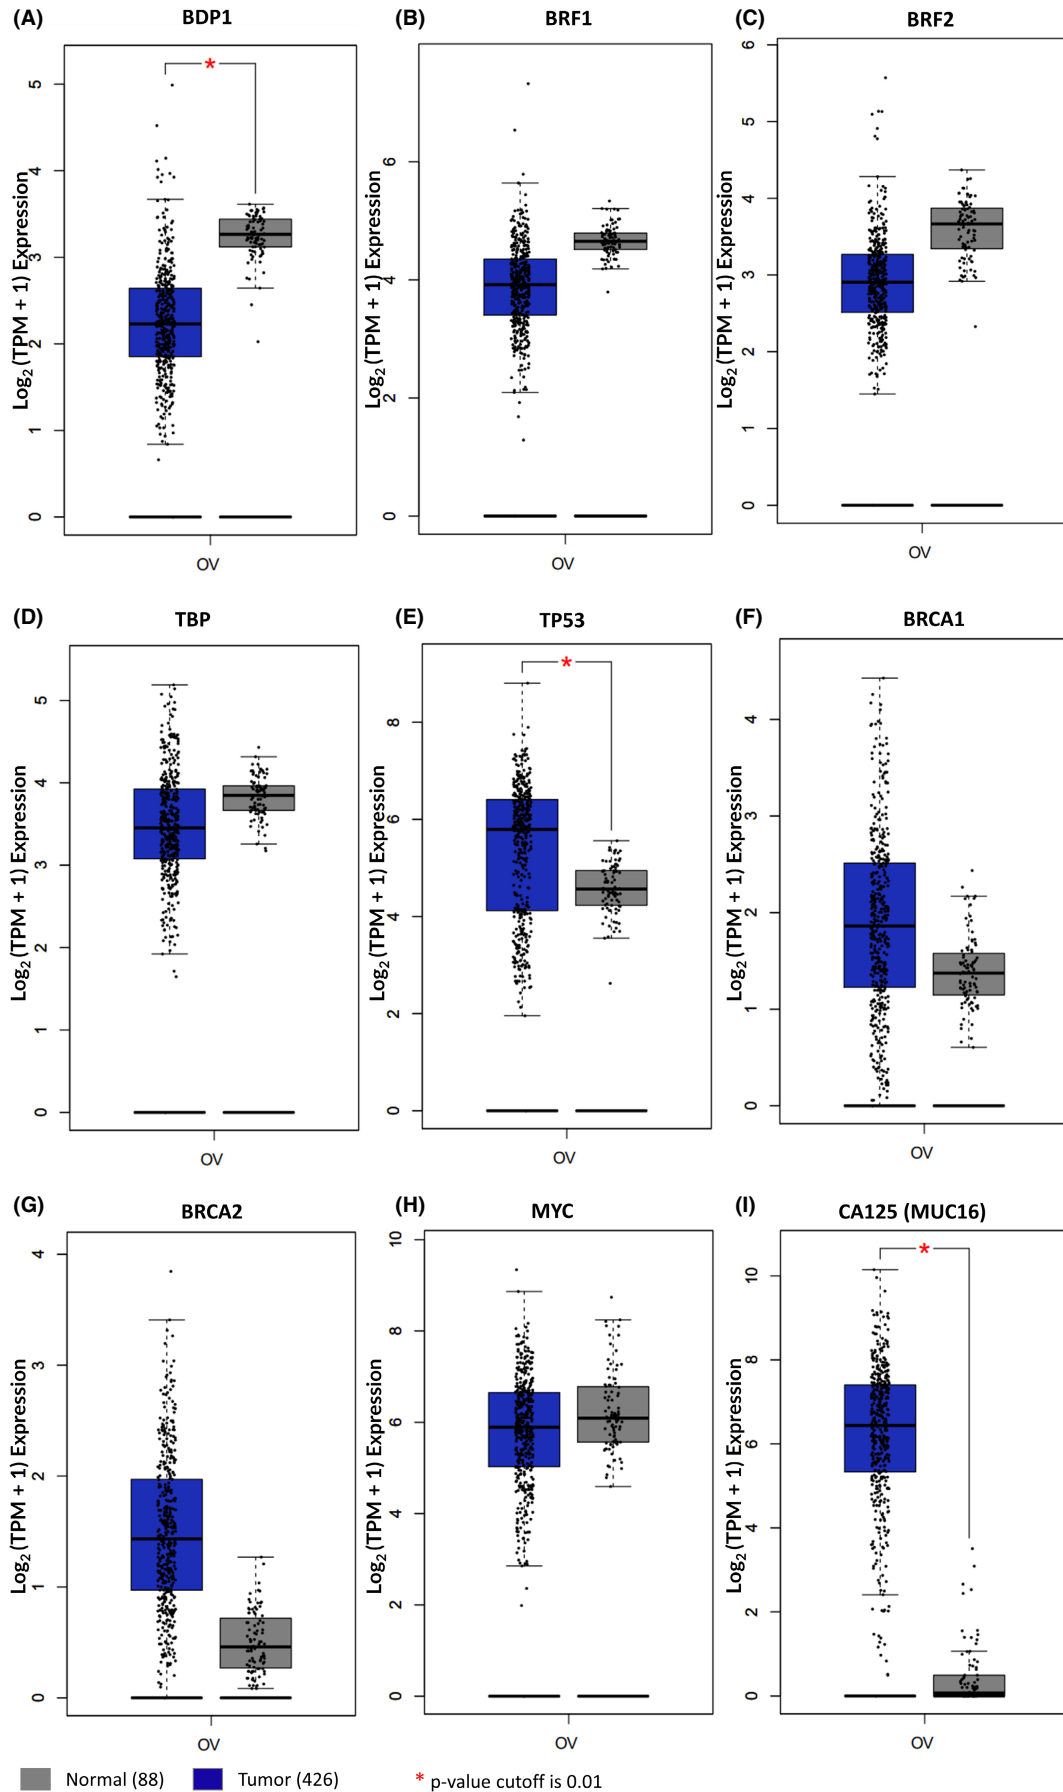 (A) BDP1
(B) BRF1
(C) BRF2
Log2 (TPM + 1) Expression
5
4
3
2
1
0
OV
Log2 (TPM + 1) Expression
6
4
2
0
OV
Log2 (TPM + 1) Expression
6
5
4
3
2
1
0
OV
*
(D) TBP
(E) TP53
(F) BRCA1
Log2 (TPM + 1) Expression
5
4
3
2
1
0
OV
Log2 (TPM + 1) Expression
8
6
4
2
0
OV
*
Log2 (TPM + 1) Expression
4
3
2
1
0
OV
(G) BRCA2
(H) MYC
(I) CA125 (MUC16)
Log2 (TPM + 1) Expression
4
3
2
1
0
OV
Log2 (TPM + 1) Expression
10
8
6
4
2
0
OV
Log2 (TPM + 1) Expression
10
8
6
4
2
0
OV
*
Normal (88) Tumor (426) * p-value cutoff is 0.01